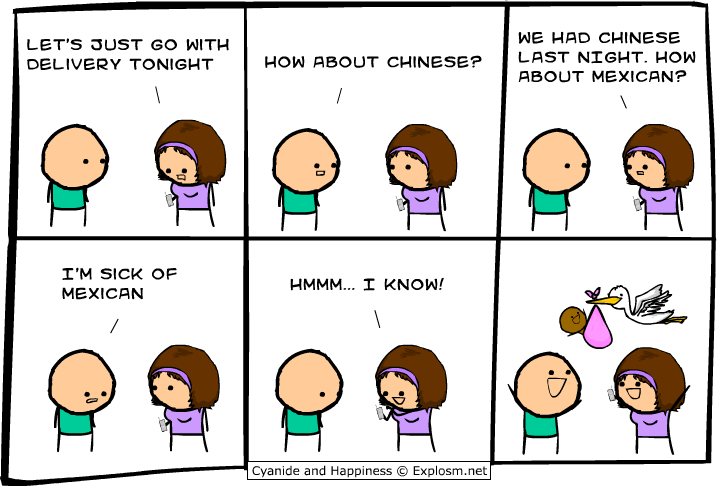 LET'S JUST GO WITH
DELIVERY TONIGHT
HOW ABOUT CHINESE?
WE HAD CHINESE
LAST NIGHT. HOW
ABOUT MEXICAN?
I'M SICK OF
MEXICAN
HMMM... I KNOW!
Cyanide and Happiness © Explosm.net